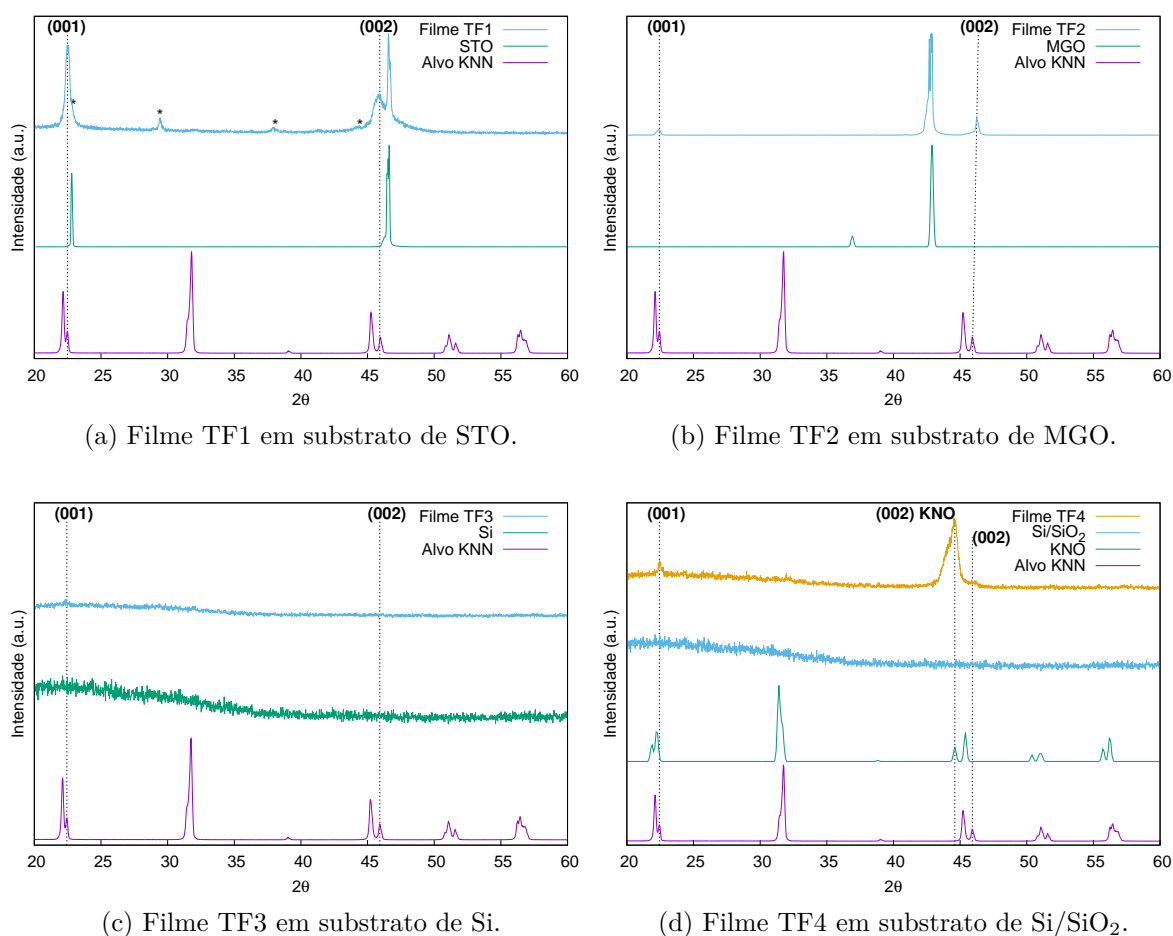 (001)
(002)
Filme TF1
STO
Alvo KNN
*
*
*
*
Intensidade (a.u.)
20 25 30 35 40 45 50 55 60
2θ
(a) Filme TF1 em substrato de STO.
(001)
(002)
Filme TF2
MGO
Alvo KNN
Intensidade (a.u.)
20 25 30 35 40 45 50 55 60
2θ
(b) Filme TF2 em substrato de MGO.
(001)
(002)
Filme TF3
Si
Alvo KNN
Intensidade (a.u.)
20 25 30 35 40 45 50 55 60
2θ
(c) Filme TF3 em substrato de Si.
(001)
(002) KNO
Filme TF4
Si/SiO₂
(002)
KNO
Alvo KNN
Intensidade (a.u.)
20 25 30 35 40 45 50 55 60
2θ
(d) Filme TF4 em substrato de Si/SiO₂.